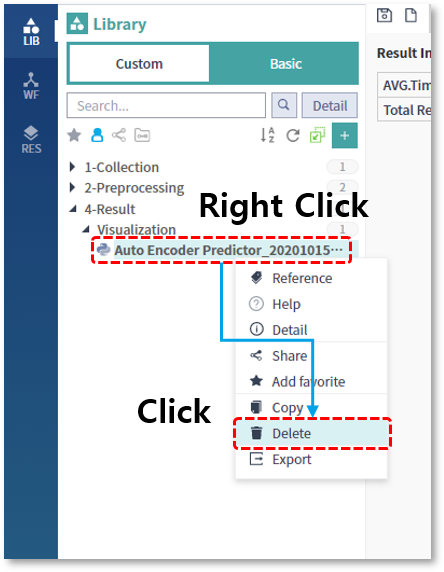 LIB
WF
RES
Library
Custom
Basic
Search...
Detail
1-Collection 1
2-Preprocessing 2
4-Result 1
Visualization 1
Auto Encoder Predictor_20201015...
Right Click
Reference
Help
Detail
Share
Add favorite
Copy
Delete
Export
Click
Result In
AVG.Tim
Total Re